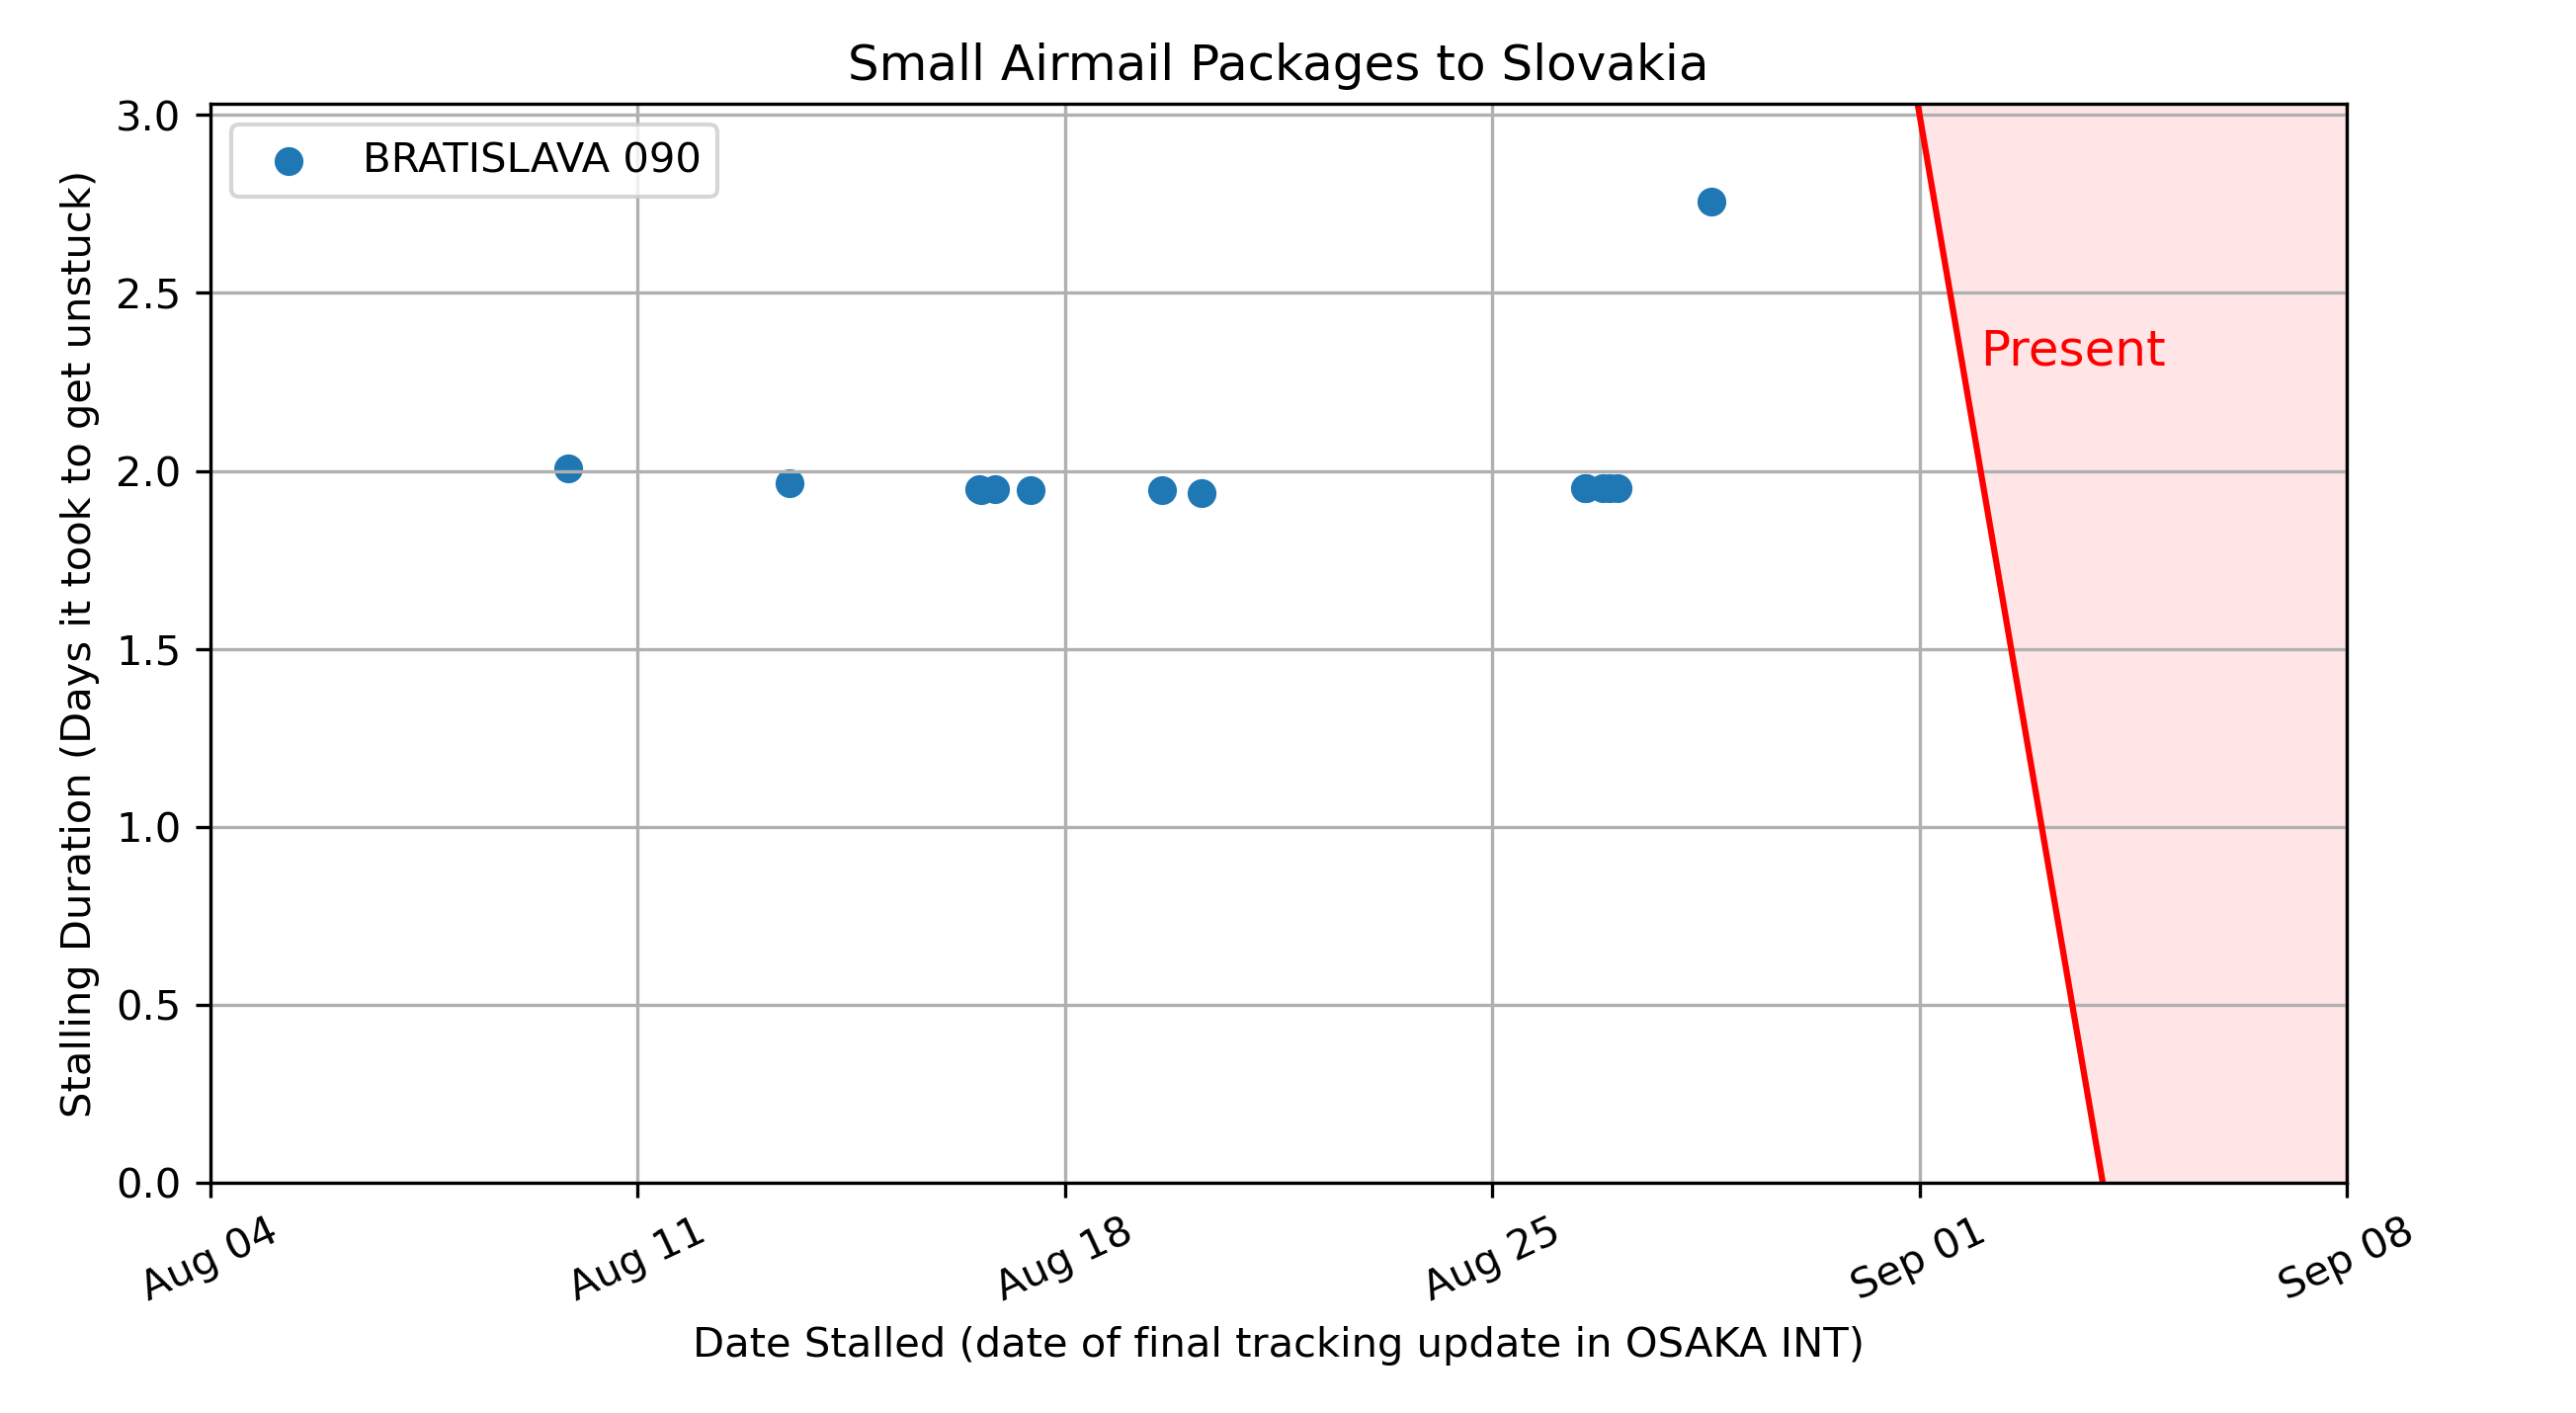 Small Airmail Packages to Slovakia
BRATISLAVA 090
Present
Stalling Duration (Days it took to get unstuck)
3.0
2.5
2.0
1.5
1.0
0.5
0.0
Aug 04
Aug 11
Aug 18
Aug 25
Sep 01
Sep 08
Date Stalled (date of final tracking update in OSAKA INT)